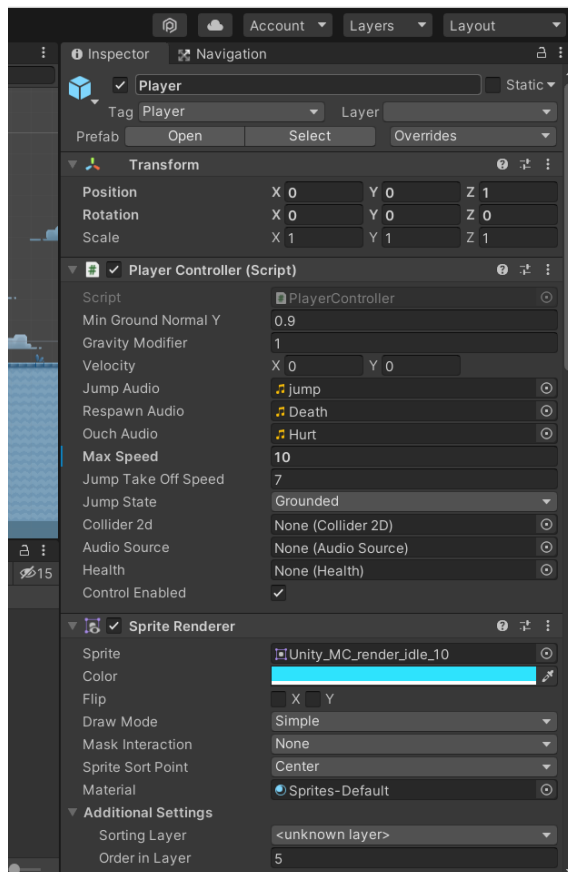 Account Layers Layout
Inspector Navigation
Player Static
Tag Player Layer
Prefab Open Select Overrides
Transform
Position X 0 Y 0 Z 1
Rotation X 0 Y 0 Z 0
Scale X 1 Y 1 Z 1
# Player Controller (Script)
Script PlayerController
Min Ground Normal Y 0.9
Gravity Modifier 1
Velocity X 0 Y 0
Jump Audio jump
Respawn Audio Death
Ouch Audio Hurt
Max Speed 10
Jump Take Off Speed 7
Jump State Grounded
Collider 2d None (Collider 2D)
Audio Source None (Audio Source)
15
Health None (Health)
Control Enabled
Sprite Renderer
Sprite Unity_MC_render_idle_10
Color
Flip X Y
Draw Mode Simple
Mask Interaction None
Sprite Sort Point Center
Material Sprites-Default
Additional Settings
Sorting Layer <unknown layer>
Order in Layer 5